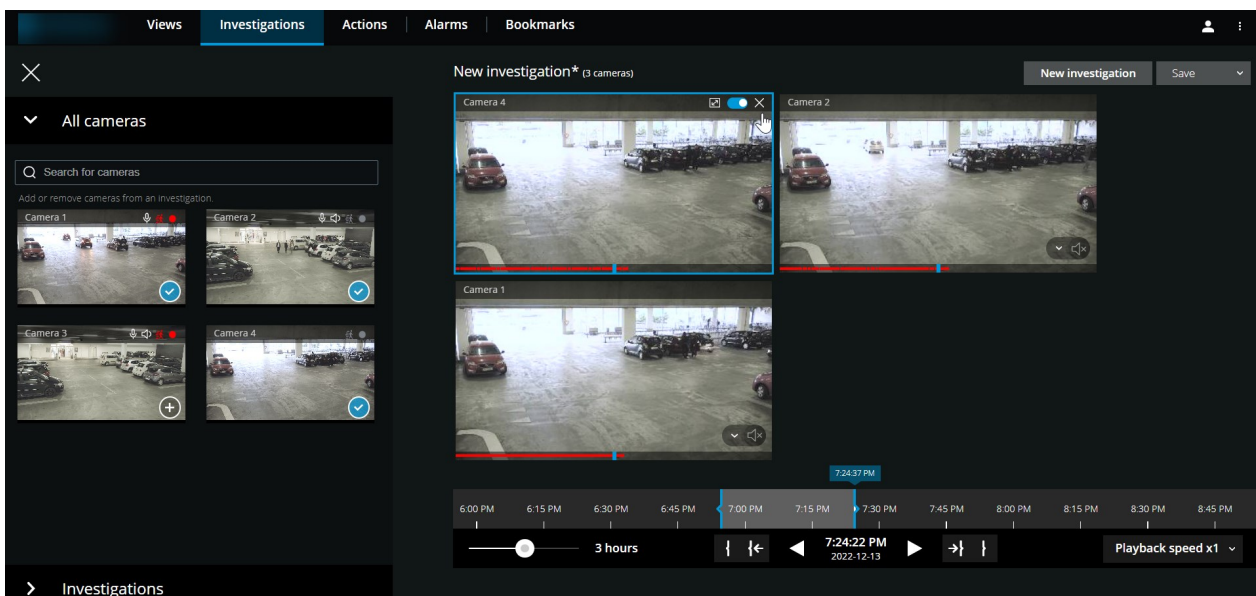 Views Investigations Actions Alarms Bookmarks
New investigation* (3 cameras)
New investigation Save
All cameras
Search for cameras
Add or remove cameras from an investigation.
Camera 1
Camera 2
Camera 3
Camera 4
Camera 4
Camera 2
Camera 1
7:24:37 PM
6:00 PM 6:15 PM 6:30 PM 6:45 PM 7:00 PM 7:15 PM 7:30 PM 7:45 PM 8:00 PM 8:15 PM 8:30 PM 8:45 PM
3 hours
7:24:22 PM
2022-12-13
Playback speed x1
Investigations